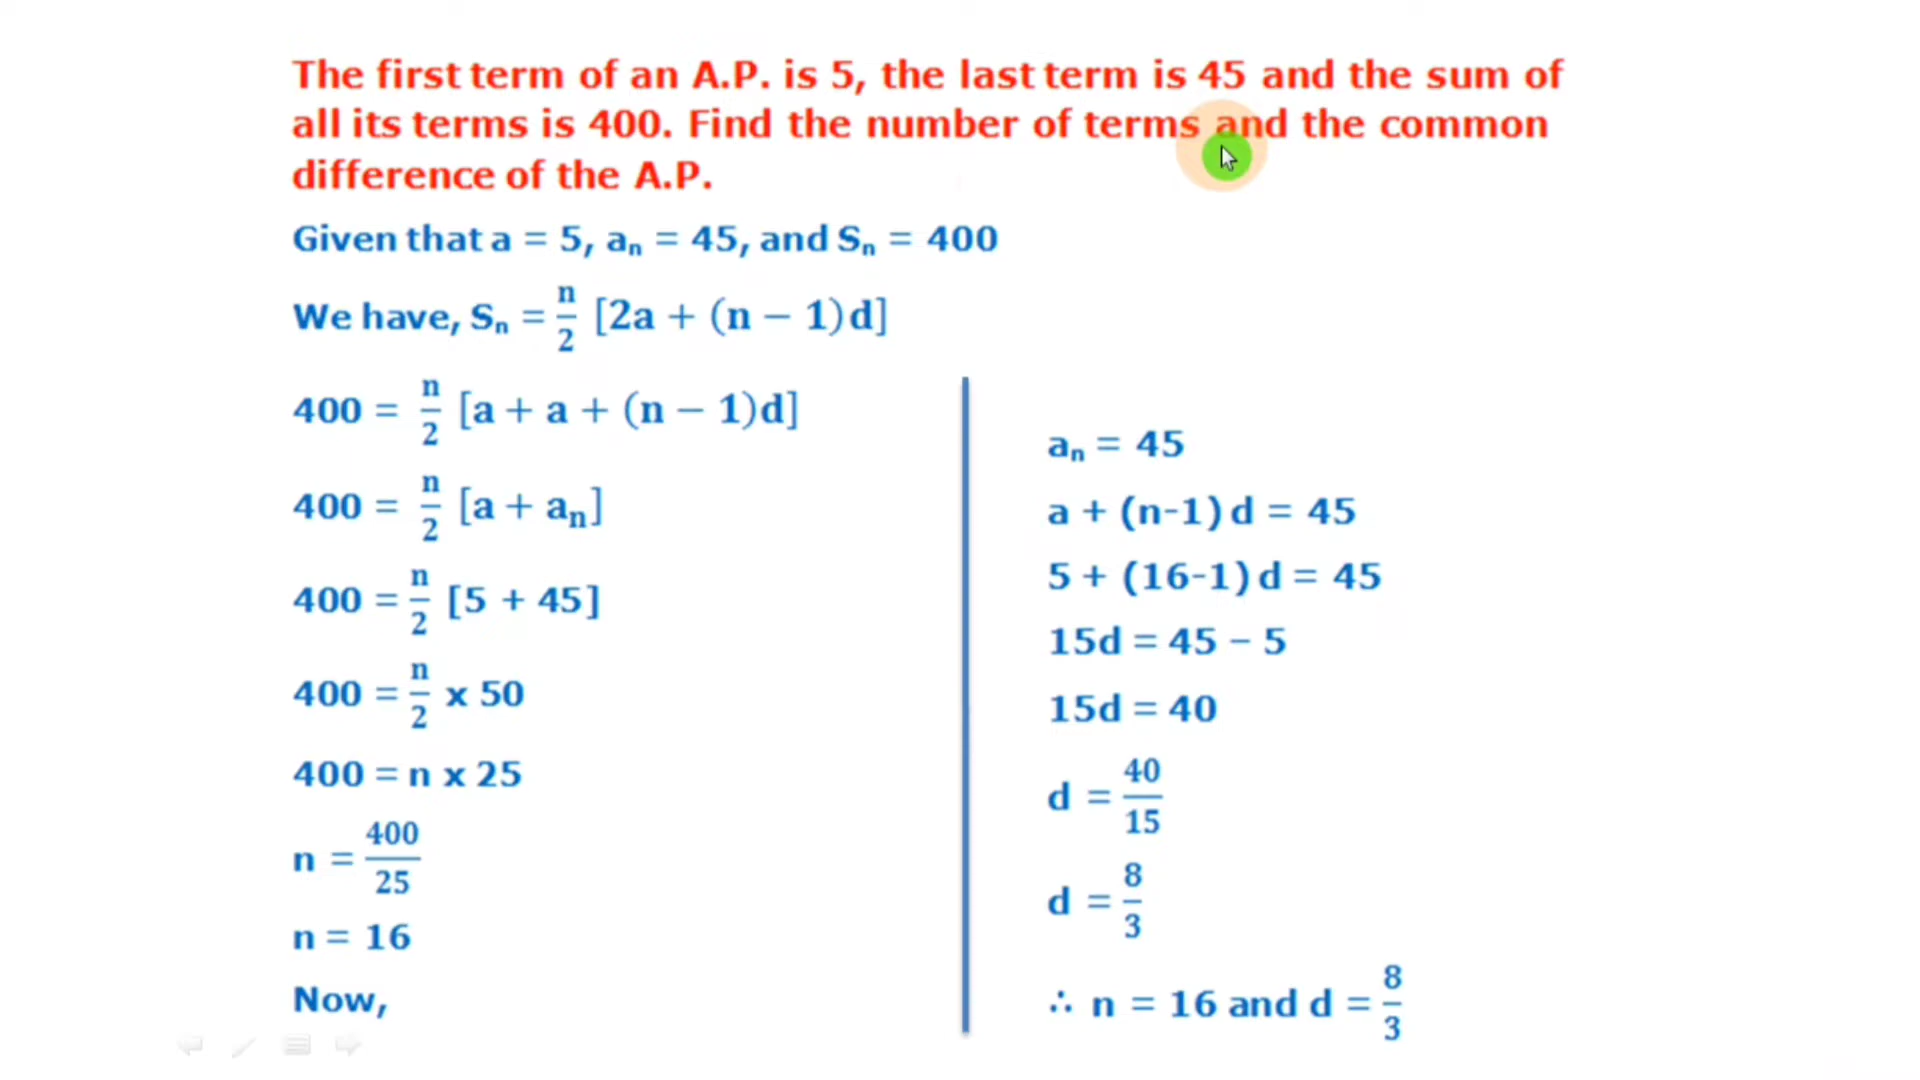 The first term of an A.P. is 5, the last term is 45 and the sum of
all its terms is 400. Find the number of terms and the common
difference of the A.P.
Given that a = 5, aₙ = 45, and Sₙ = 400
We have, Sₙ = n/2 [2a + (n − 1)d]
400 = n/2 [a + a + (n − 1)d]
400 = n/2 [a + aₙ]
400 = n/2 [5 + 45]
400 = n/2 x 50
400 = n x 25
n = 400/25
n = 16
Now,
aₙ = 45
a + (n-1) d = 45
5 + (16-1) d = 45
15d = 45 – 5
15d = 40
d = 40/15
d = 8/3
∴ n = 16 and d = 8/3